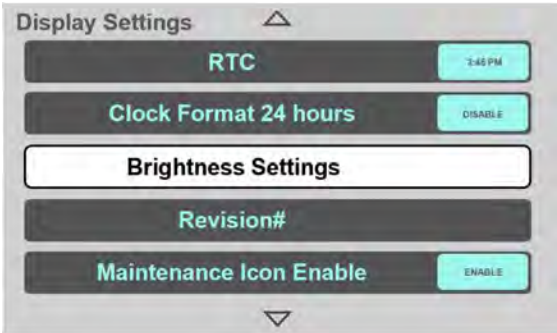 Display Settings
RTC
3:46 PM
Clock Format 24 hours
DISABLE
Brightness Settings
Revision#
Maintenance Icon Enable
ENABLE